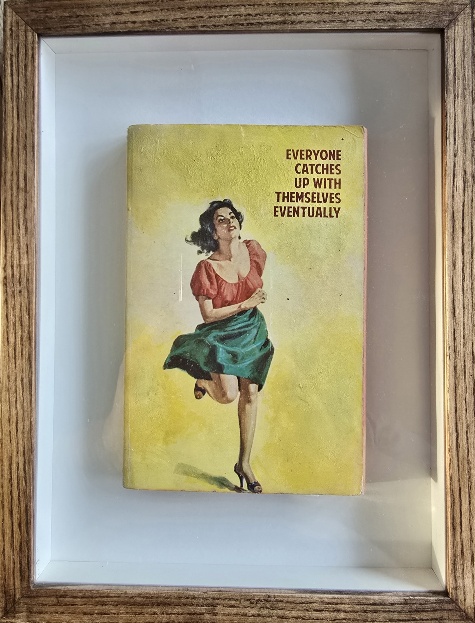 EVERYONE
CATCHES
UP WITH
THEMSELVES
EVENTUALLY